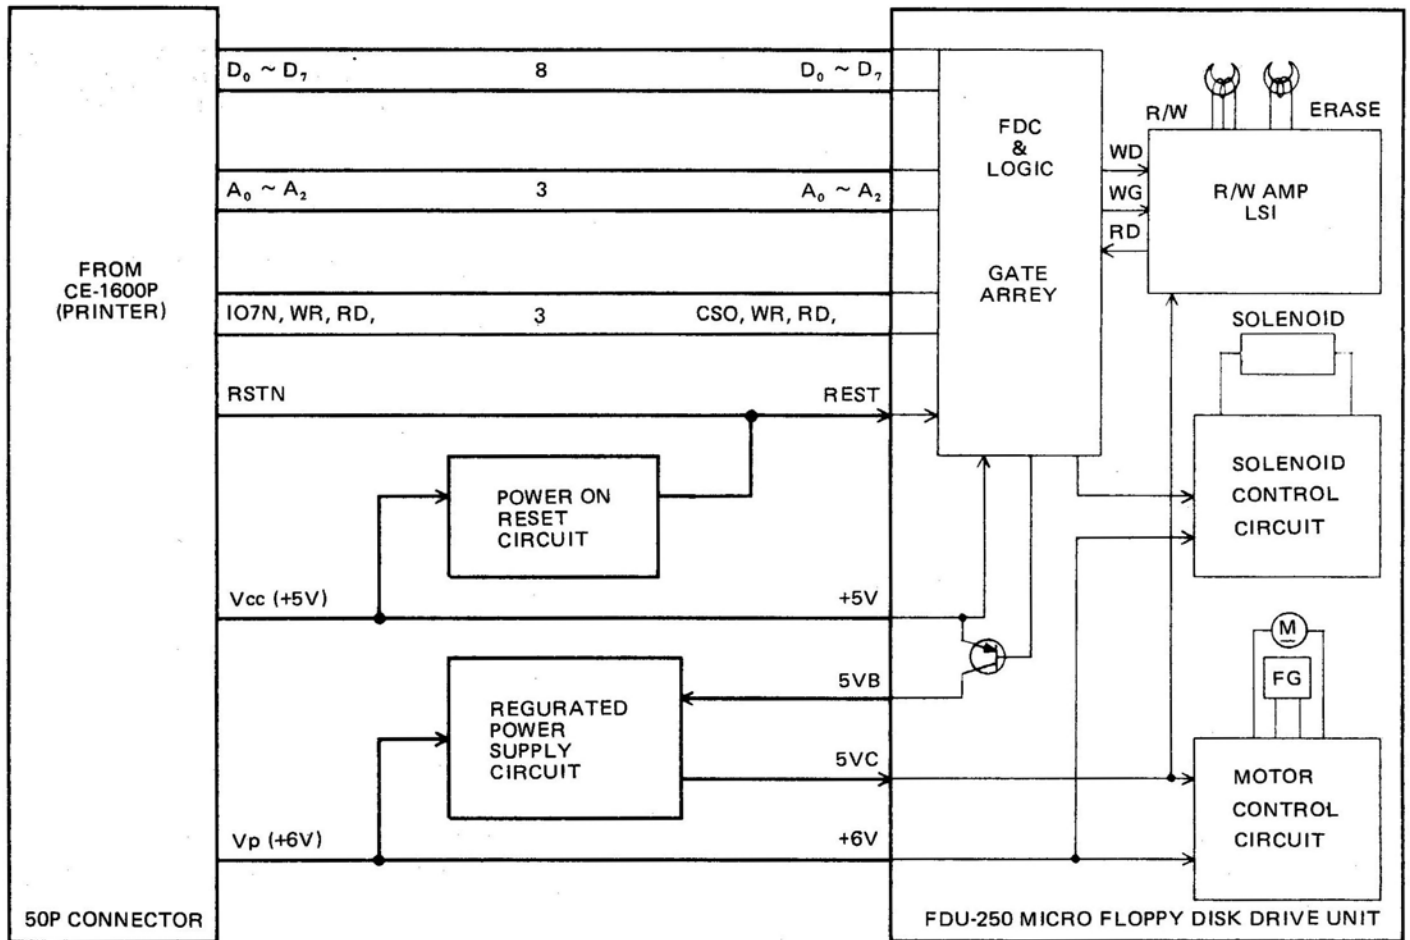 D₀ ~ D₇ 8 D₀ ~ D₇
A₀ ~ A₂ 3 A₀ ~ A₂
IO7N, WR, RD, 3 CSO, WR, RD,
RSTN REST
FROM
CE-1600P
(PRINTER)
POWER ON
RESET
CIRCUIT
Vcc (+5V) +5V
REGURATED
POWER
SUPPLY
CIRCUIT
5VB
5VC
Vp (+6V) +6V
50P CONNECTOR
FDC
&
LOGIC
GATE
ARREY
WD
WG
RD
R/W ERASE
R/W AMP
LSI
SOLENOID
SOLENOID
CONTROL
CIRCUIT
M
FG
MOTOR
CONTROL
CIRCUIT
FDU-250 MICRO FLOPPY DISK DRIVE UNIT